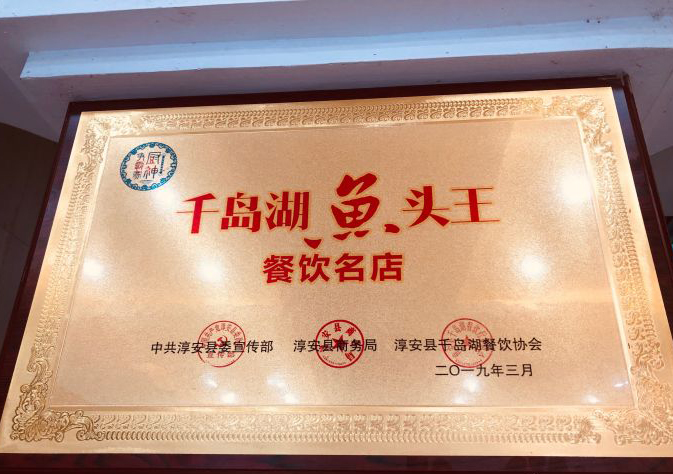 厨神
千岛湖鱼头王
餐饮名店
中共淳安县委宣传部 淳安县商务局 淳安县千岛湖餐饮协会
二〇一九年三月